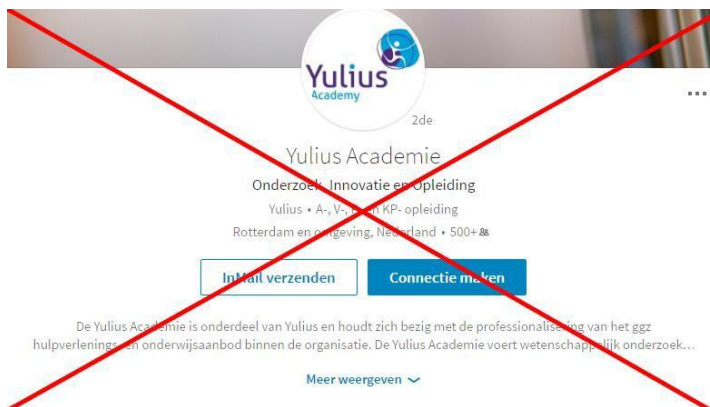 Yulius
Academy
2de
Yulius Academie
Onderzoek, Innovatie en Opleiding
Yulius • A-, V-, en KP- opleiding
Rotterdam en omgeving, Nederland • 500+
InMail verzenden
Connectie maken
De Yulius Academie is onderdeel van Yulius en houdt zich bezig met de professionalisering van het ggz
hulpverlenings- en onderwijsaanbod binnen de organisatie. De Yulius Academie voert wetenschappelijk onderzoek…
Meer weergeven